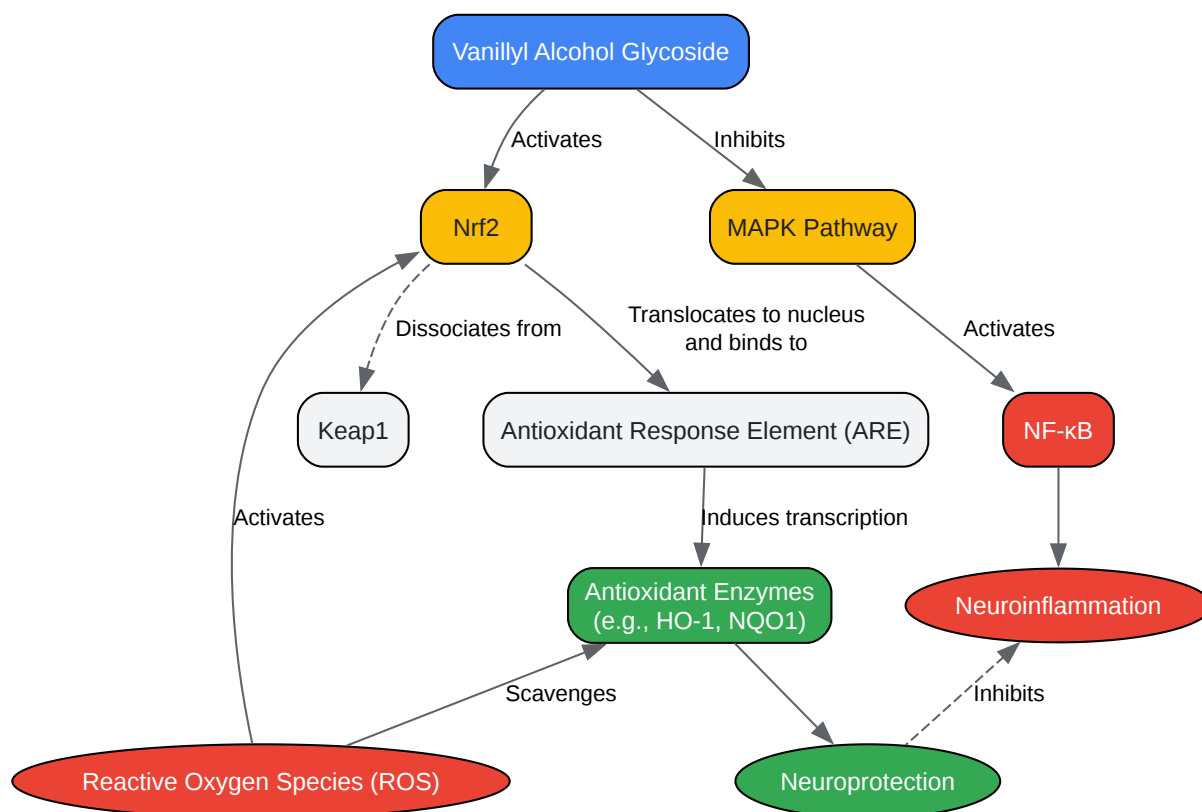 Vanillyl Alcohol Glycoside
Activates
Inhibits
Nrf2
MAPK Pathway
Dissociates from
Translocates to nucleus
and binds to
Activates
Keap1
Antioxidant Response Element (ARE)
NF-κB
Activates
Induces transcription
Antioxidant Enzymes
(e.g., HO-1, NQO1)
Neuroinflammation
Scavenges
Inhibits
Reactive Oxygen Species (ROS)
Neuroprotection